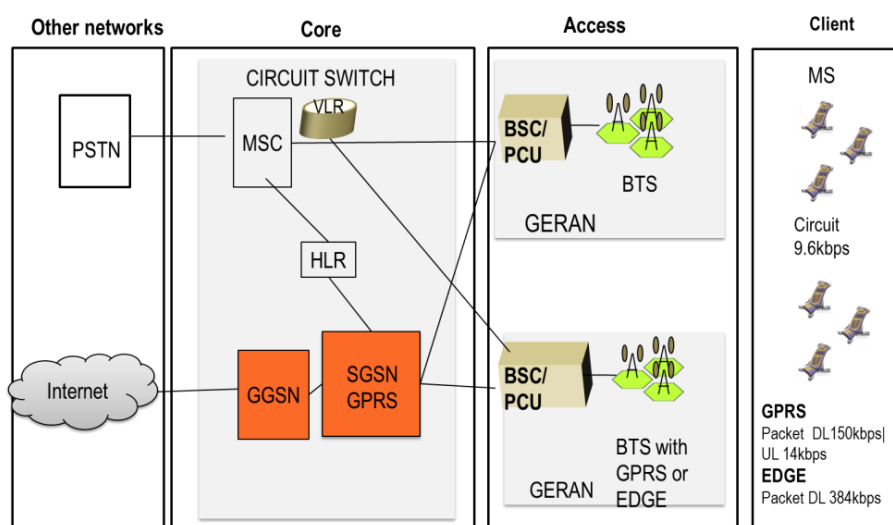 Other networks
Core
Access
Client
CIRCUIT SWITCH
VLR
MSC
PSTN
HLR
Internet
GGSN
SGSN
GPRS
BSC/
PCU
BTS
GERAN
BSC/
PCU
BTS with
GPRS or
EDGE
GERAN
MS
Circuit
9.6kbps
GPRS
Packet DL150kbps|
UL 14kbps
EDGE
Packet DL 384kbps